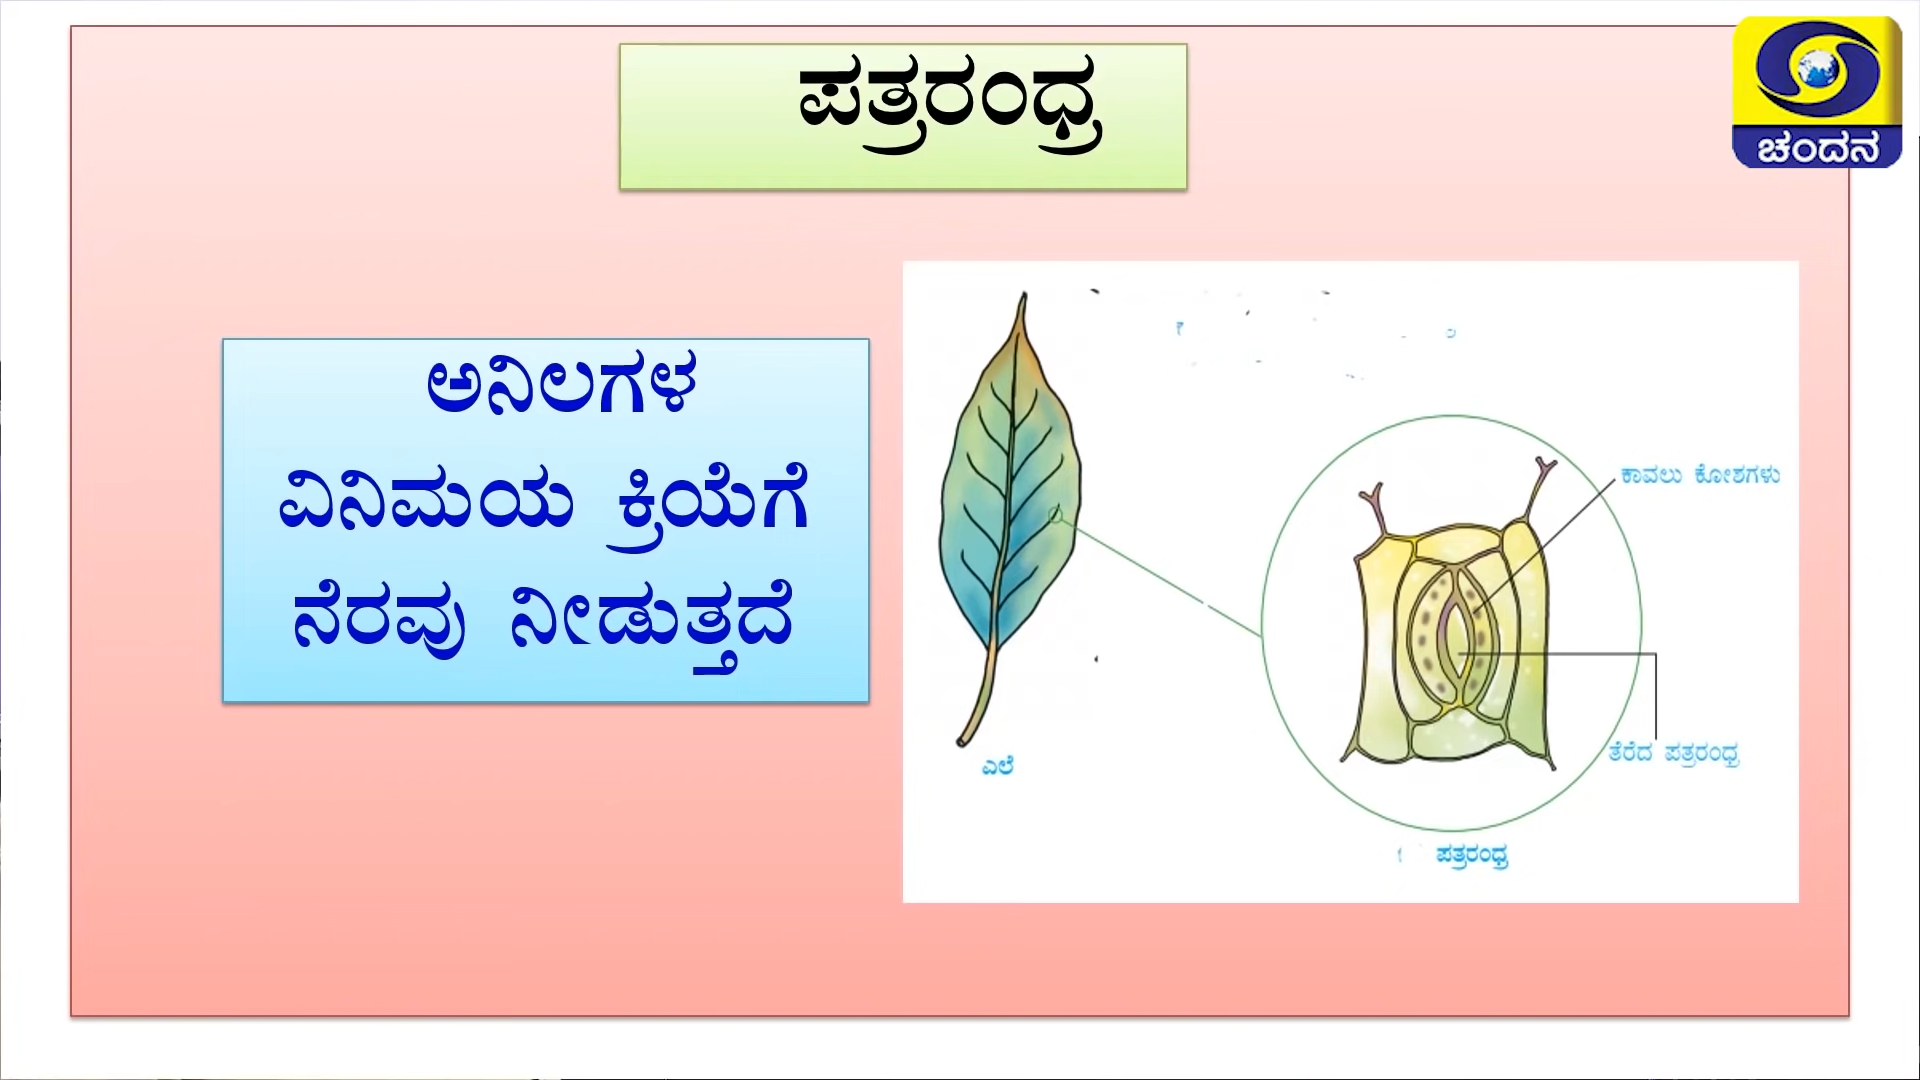 ಪತ್ರರಂಧ್ರ
ಚಂದನ
ಅನಿಲಗಳ
ವಿನಿಮಯ ಕ್ರಿಯೆಗೆ
ನೆರವು ನೀಡುತ್ತದೆ
ಕಾವಲು ಕೋಶಗಳು
ತೆರೆದ ಪತ್ರರಂಧ್ರ
ಎಲೆ
ಪತ್ರರಂಧ್ರ